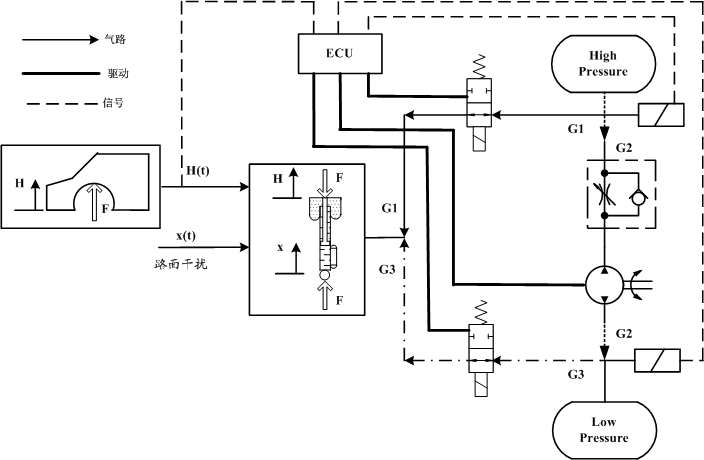 气路
驱动
信号
ECU
High
Pressure
G1
G2
H
F
H(t)
x(t)
路面干扰
H
F
x
F
G1
G3
G2
G3
Low
Pressure